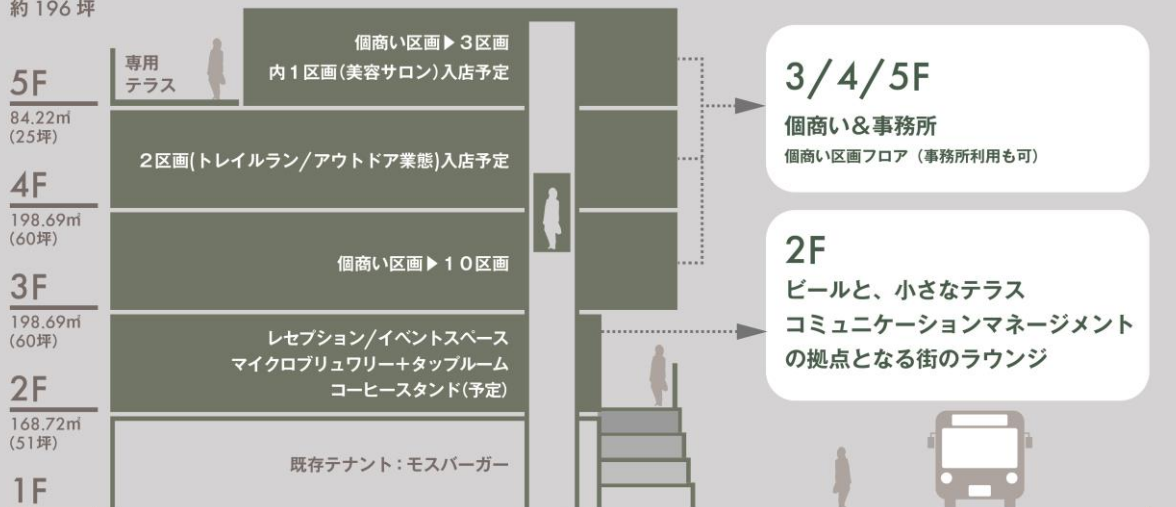 約196坪
5F
84.22㎡
(25坪)
4F
198.69㎡
(60坪)
3F
198.69㎡
(60坪)
2F
168.72㎡
(51坪)
1F
専用
テラス
個商い区画▶3区画
内1区画(美容サロン)入店予定
2区画(トレイルラン/アウトドア業態)入店予定
個商い区画▶10区画
レセプション/イベントスペース
マイクロブリュワリー+タップルーム
コーヒースタンド(予定)
既存テナント:モスバーガー
3/4/5F
個商い&事務所
個商い区画フロア(事務所利用も可)
2F
ビールと、小さなテラス
コミュニケーションマネージメント
の拠点となる街のラウンジ